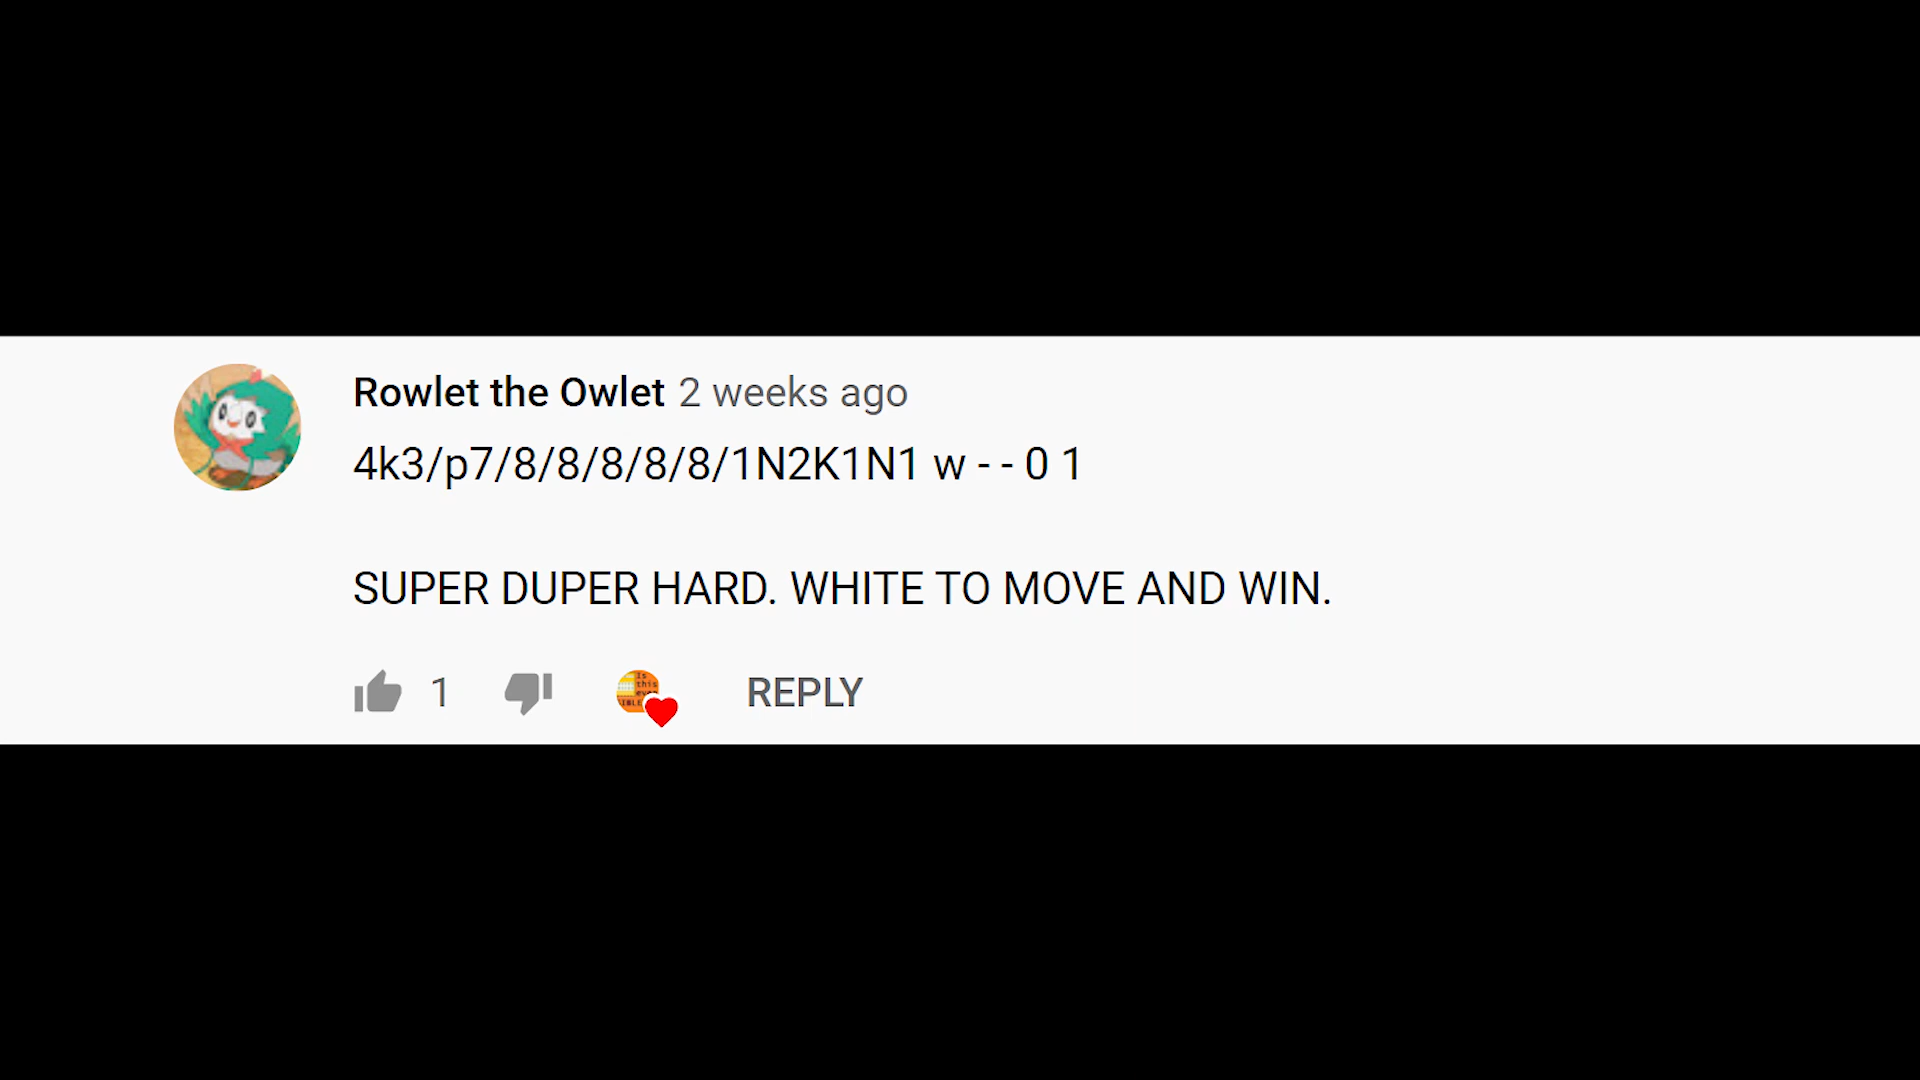 Rowlet the Owlet 2 weeks ago
4k3/p7/8/8/8/8/8/1N2K1N1 w - - 0 1
SUPER DUPER HARD. WHITE TO MOVE AND WIN.
1 REPLY